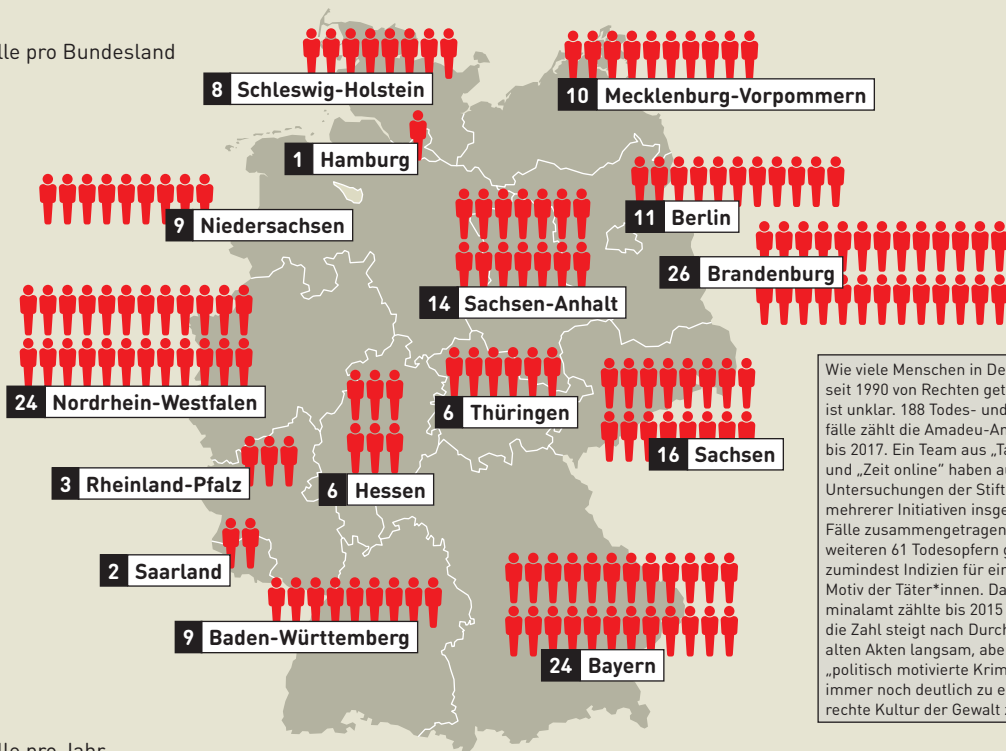 lle pro Bundesland
8 Schleswig-Holstein
10 Mecklenburg-Vorpommern
1 Hamburg
9 Niedersachsen
11 Berlin
26 Brandenburg
14 Sachsen-Anhalt
24 Nordrhein-Westfalen
6 Thüringen
16 Sachsen
3 Rheinland-Pfalz
6 Hessen
2 Saarland
9 Baden-Württemberg
24 Bayern
Wie viele Menschen in De
seit 1990 von Rechten get
ist unklar. 188 Todes- und
fälle zählt die Amadeu-An
bis 2017. Ein Team aus „Ta
und „Zeit online“ haben au
Untersuchungen der Stift
mehrerer Initiativen insge
Fälle zusammengetragen
weiteren 61 Todesopfern g
zumindest Indizien für ein
Motiv der Täter*innen. Da
minalamt zählte bis 2015
die Zahl steigt nach Durch
alten Akten langsam, abe
„politisch motivierte Krim
immer noch deutlich zu e
rechte Kultur der Gewalt
lle pro Jahr